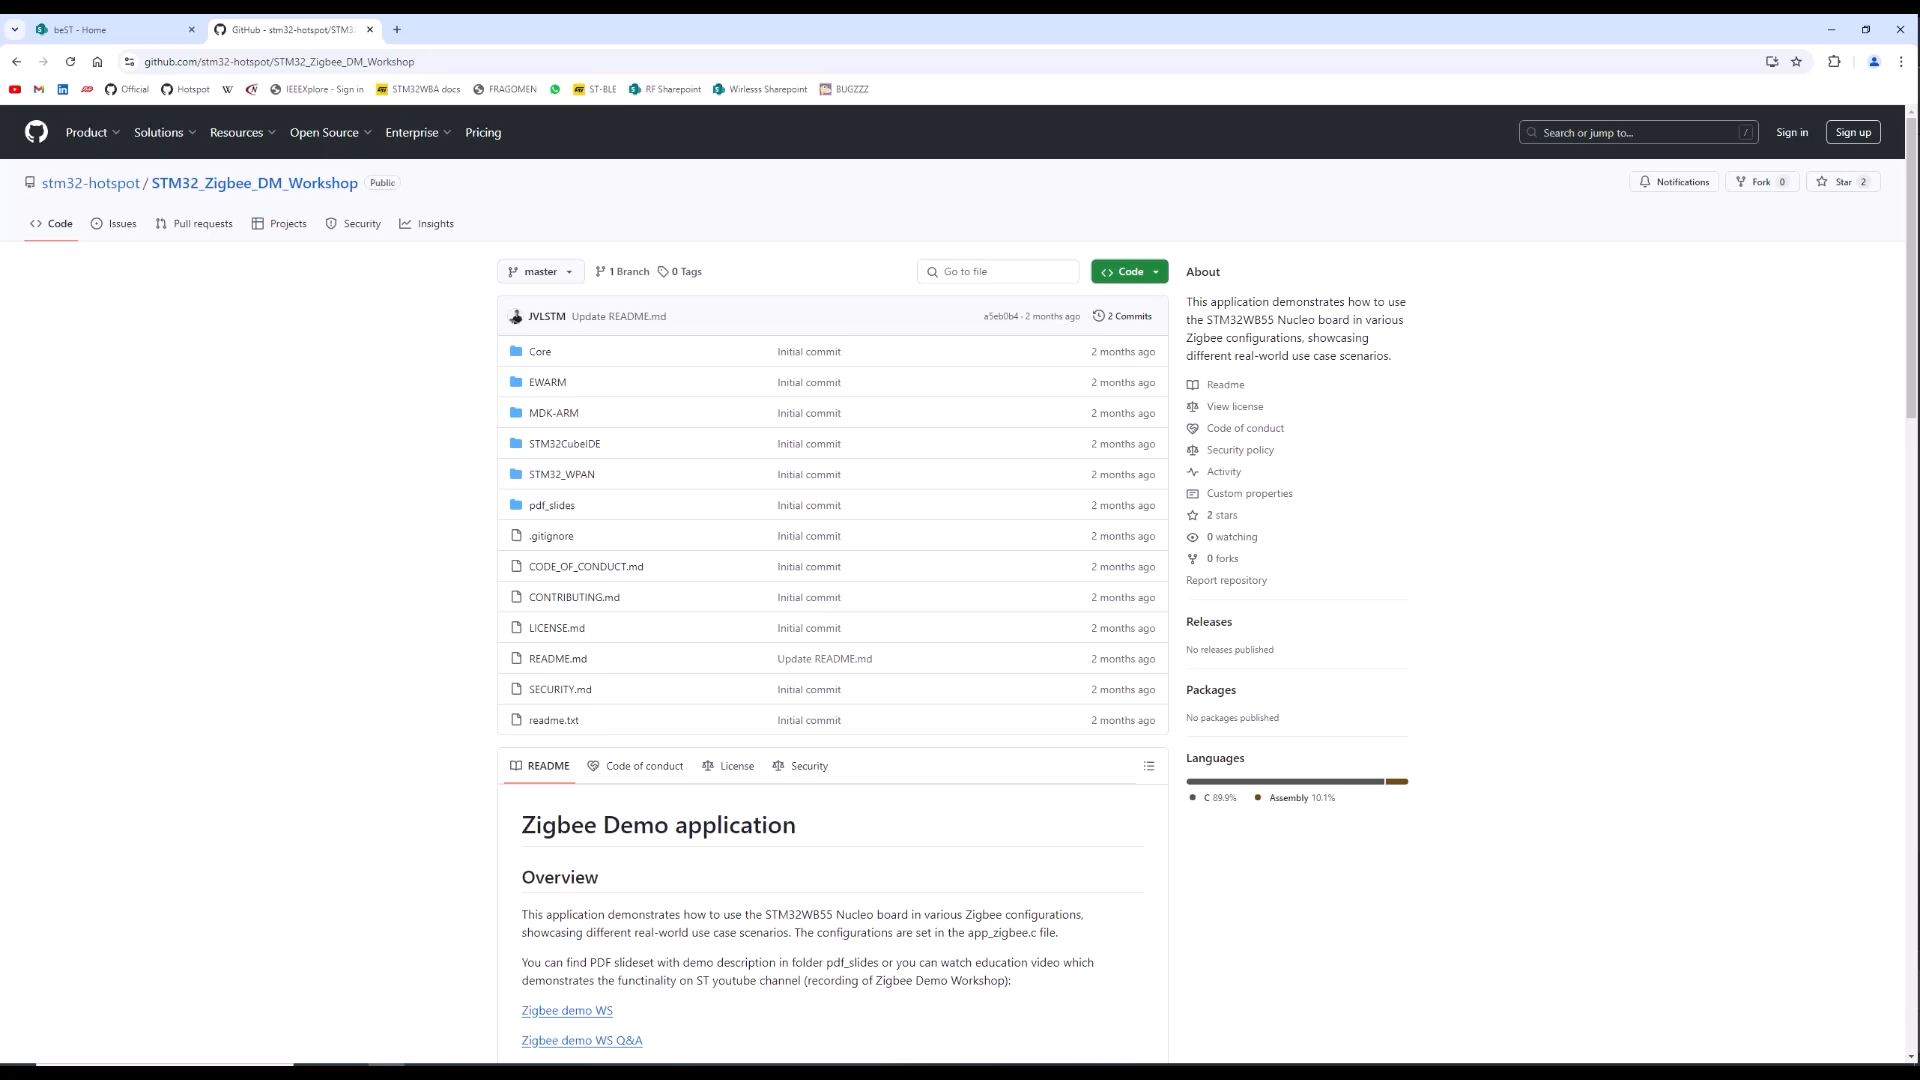 beST - Home
GitHub - stm32-hotspot/STM3
github.com/stm32-hotspot/STM32_Zigbee_DM_Workshop
Official
Hotspot
IEEEXplore - Sign in
STM32WBA docs
FRAGOMEN
ST-BLE
RF Sharepoint
Wirlesss Sharepoint
BUGZZZ
Product
Solutions
Resources
Open Source
Enterprise
Pricing
Search or jump to...
/
Sign in
Sign up
stm32-hotspot / STM32_Zigbee_DM_Workshop
Public
Notifications
Fork 0
Star 2
Code
Issues
Pull requests
Projects
Security
Insights
master
1 Branch
0 Tags
Go to file
Code
JVLSTM Update README.md
a5eb0b4 · 2 months ago
2 Commits
Core Initial commit 2 months ago
EWARM Initial commit 2 months ago
MDK-ARM Initial commit 2 months ago
STM32CubeIDE Initial commit 2 months ago
STM32_WPAN Initial commit 2 months ago
pdf_slides Initial commit 2 months ago
.gitignore Initial commit 2 months ago
CODE_OF_CONDUCT.md Initial commit 2 months ago
CONTRIBUTING.md Initial commit 2 months ago
LICENSE.md Initial commit 2 months ago
README.md Update README.md 2 months ago
SECURITY.md Initial commit 2 months ago
readme.txt Initial commit 2 months ago
README
Code of conduct
License
Security
Zigbee Demo application
Overview
This application demonstrates how to use the STM32WB55 Nucleo board in various Zigbee configurations,
showcasing different real-world use case scenarios. The configurations are set in the app_zigbee.c file.
You can find PDF slideset with demo description in folder pdf_slides or you can watch education video which
demonstrates the functinality on ST youtube channel (recording of Zigbee Demo Workshop):
Zigbee demo WS
Zigbee demo WS Q&A
About
This application demonstrates how to use
the STM32WB55 Nucleo board in various
Zigbee configurations, showcasing
different real-world use case scenarios.
Readme
View license
Code of conduct
Security policy
Activity
Custom properties
2 stars
0 watching
0 forks
Report repository
Releases
No releases published
Packages
No packages published
Languages
C 89.9%
Assembly 10.1%